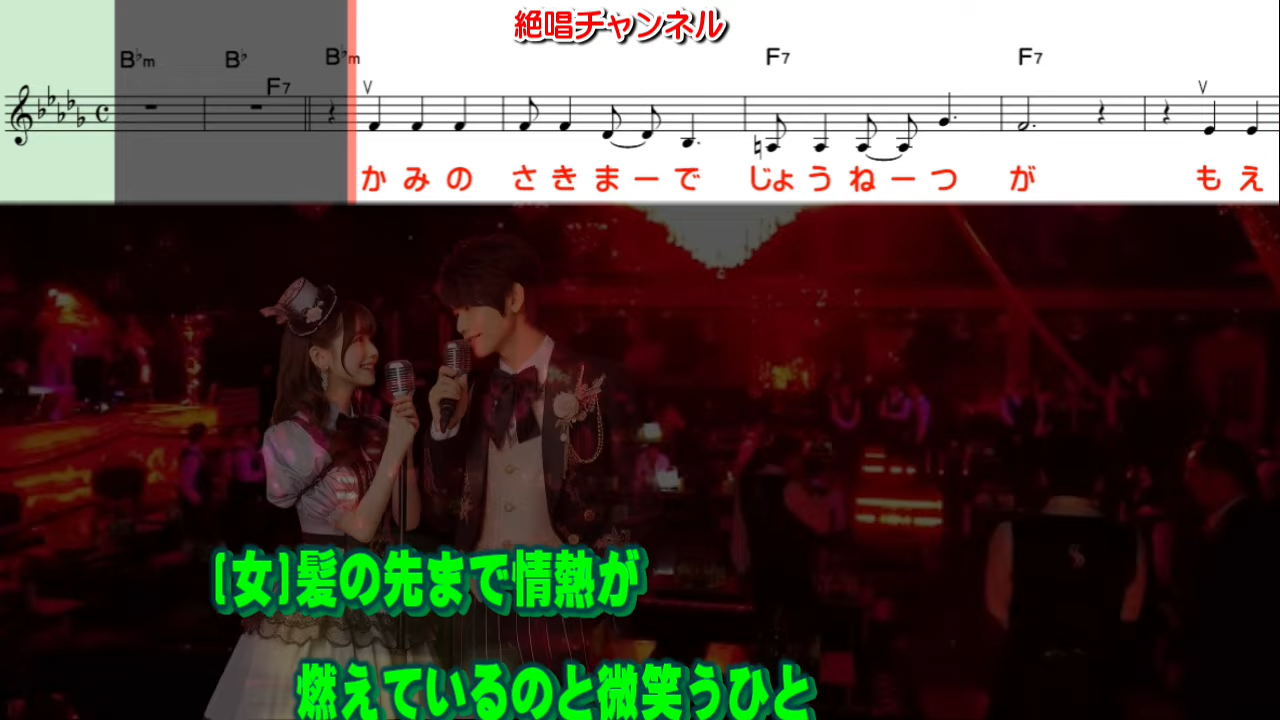 絶唱チャンネル
B♭m B♭ F7 B♭m F7 F7
かみの さきまーで じょうねーつ が もえ
〔女〕髪の先まで情熱が
燃えているのと微笑うひと